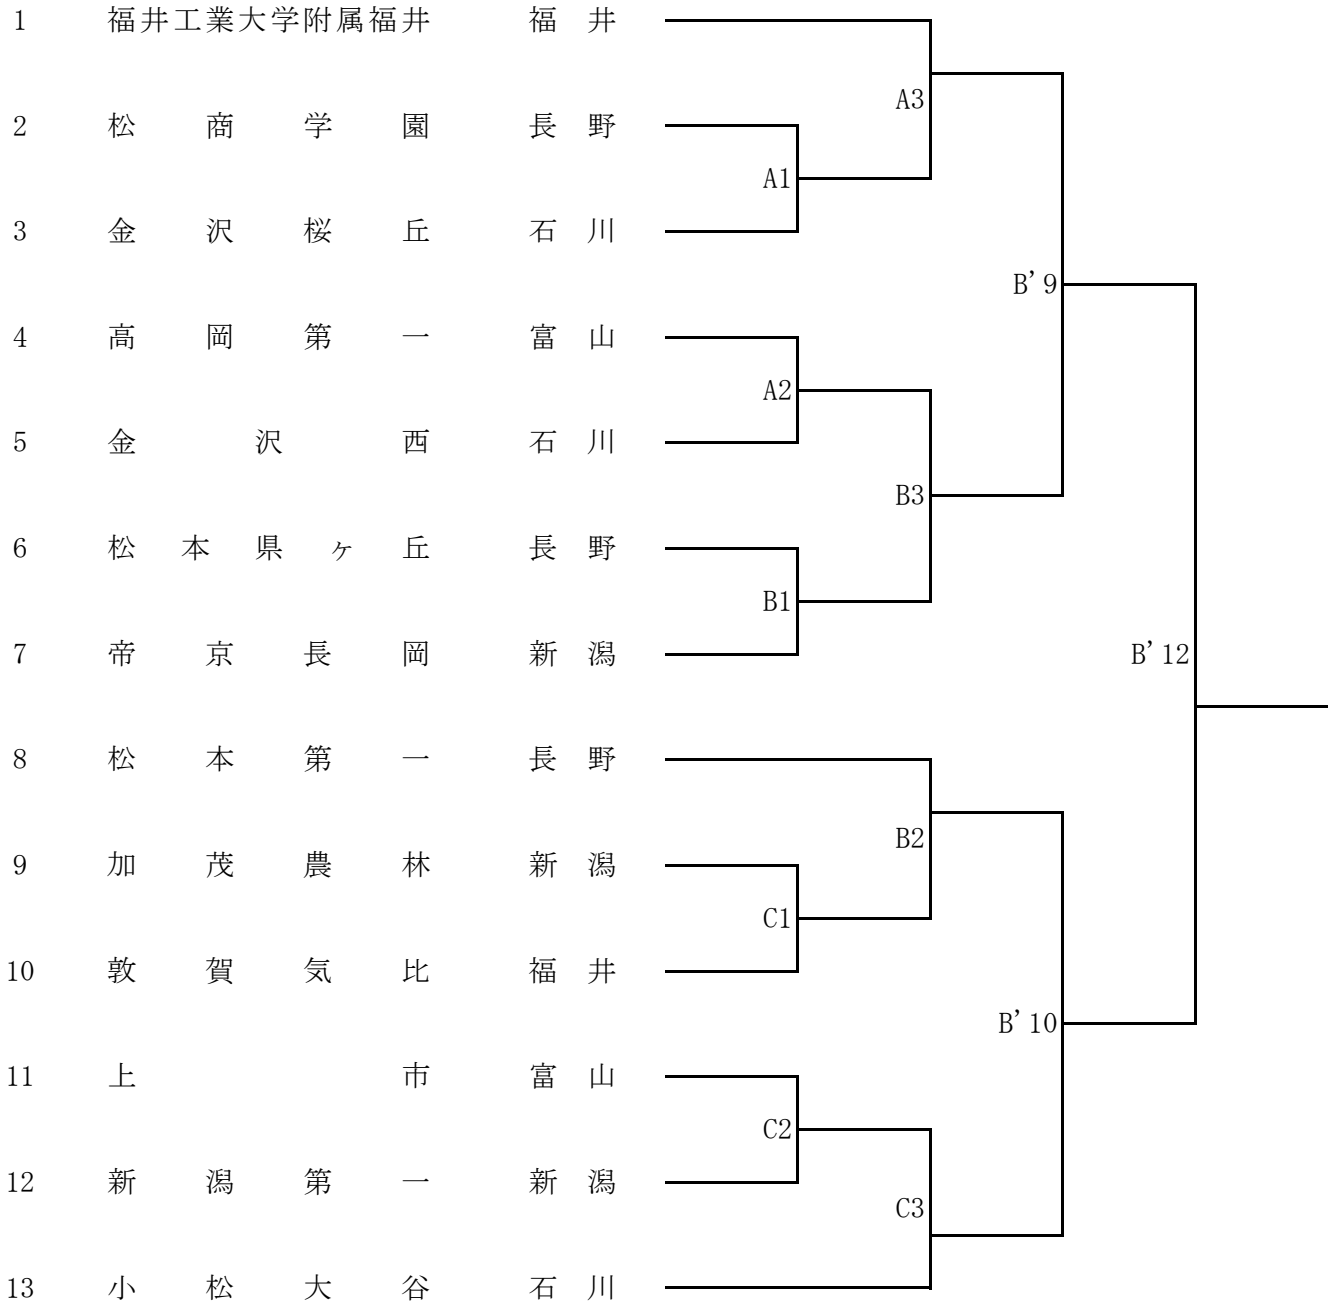 1 福井工業大学附属福井 福井
A3
2 松商学園 長野
A1
3 金沢桜丘 石川
B’9
4 高岡第一 富山
A2
5 金沢西 石川
B3
6 松本県ヶ丘 長野
B1
7 帝京長岡 新潟
B’12
8 松本第一 長野
B2
9 加茂農林 新潟
C1
10 敦賀気比 福井
B’10
11 上市 富山
C2
12 新潟第一 新潟
C3
13 小松大谷 石川